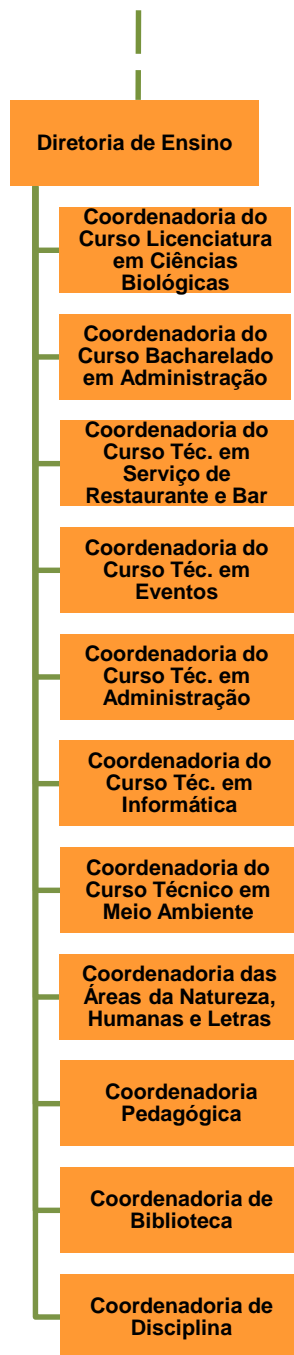 Diretoria de Ensino
Coordenadoria do
Curso Licenciatura
em Ciências
Biológicas
Coordenadoria do
Curso Bacharelado
em Administração
Coordenadoria do
Curso Téc. em
Serviço de
Restaurante e Bar
Coordenadoria do
Curso Téc. em
Eventos
Coordenadoria do
Curso Téc. em
Administração
Coordenadoria do
Curso Téc. em
Informática
Coordenadoria do
Curso Técnico em
Meio Ambiente
Coordenadoria das
Áreas da Natureza,
Humanas e Letras
Coordenadoria
Pedagógica
Coordenadoria de
Biblioteca
Coordenadoria de
Disciplina